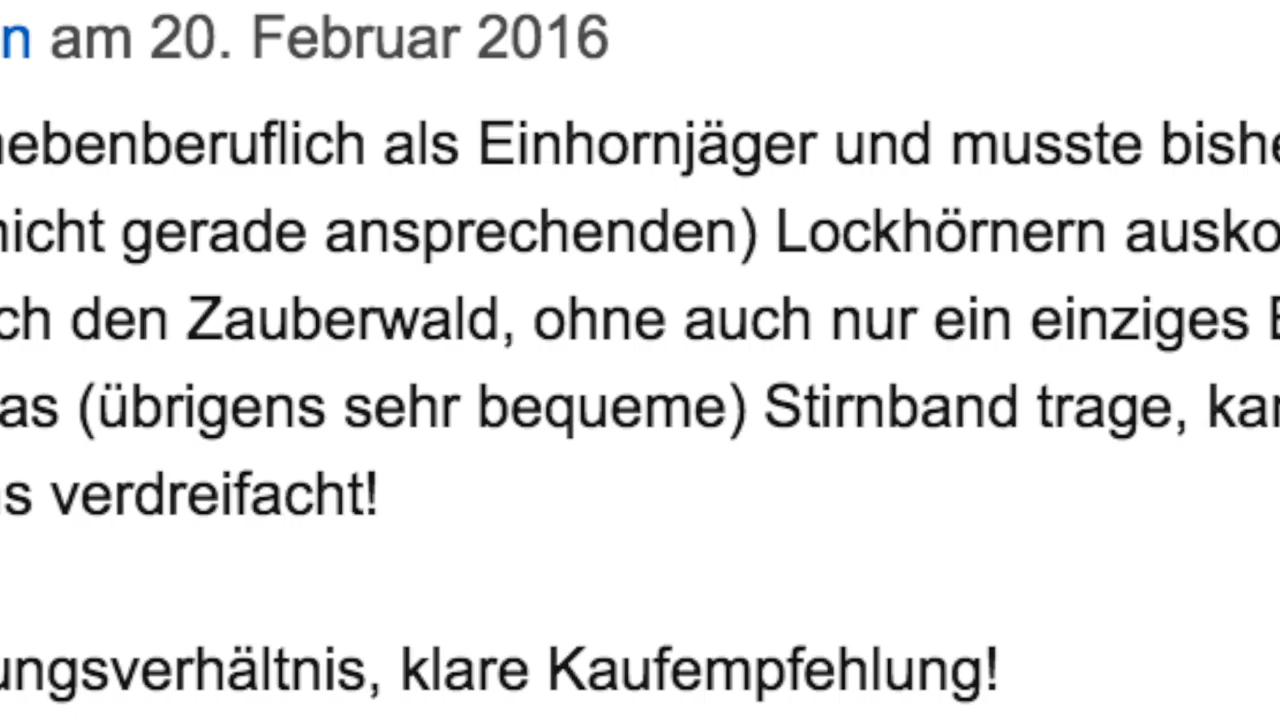 n am 20. Februar 2016
nebenberuflich als Einhornjäger und musste bishe
nicht gerade ansprechenden) Lockhörnern ausko
ch den Zauberwald, ohne auch nur ein einziges E
as (übrigens sehr bequeme) Stirnband trage, kan
s verdreifacht!
ungsverhältnis, klare Kaufempfehlung!